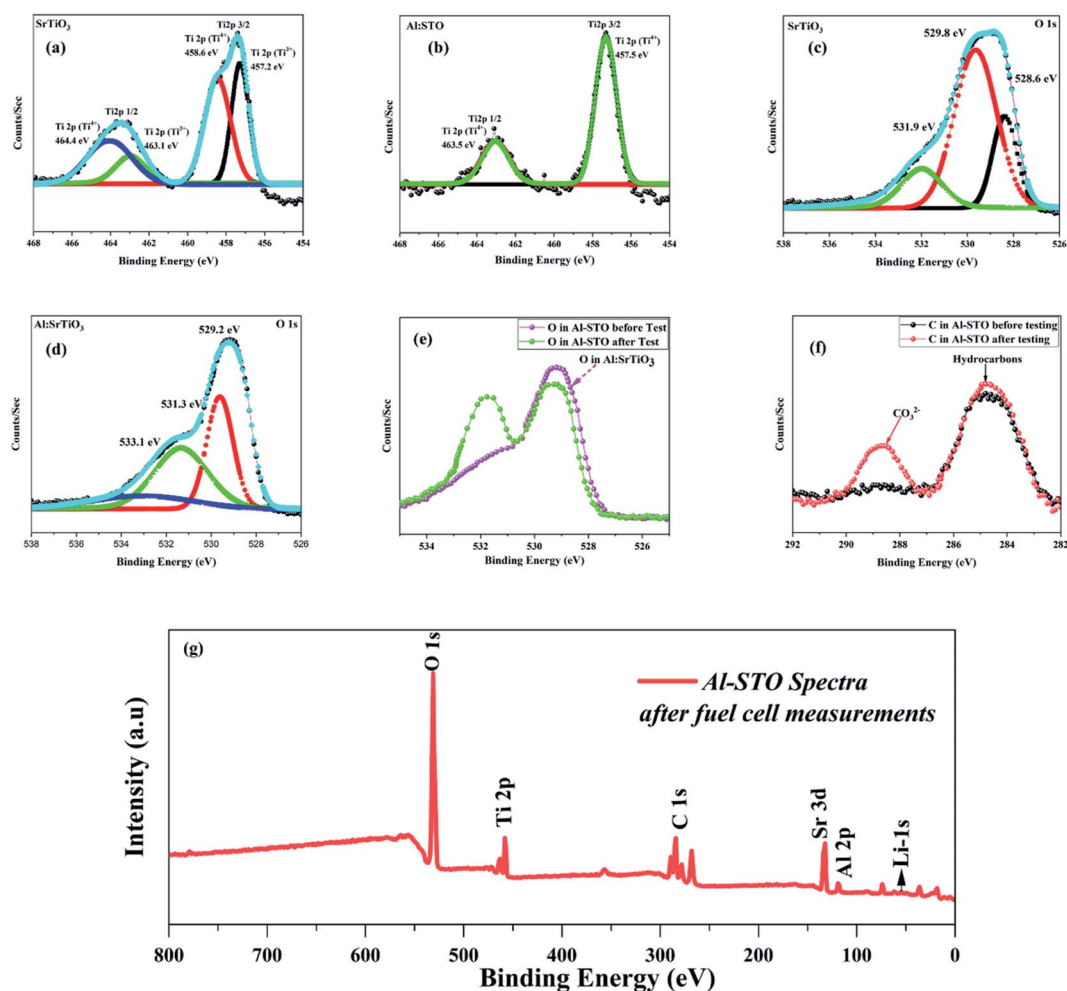 SrTiO₃
(a)
Ti2p 3/2
Ti 2p (Ti⁴⁺)
458.6 eV
Ti 2p (Ti³⁺)
457.2 eV
Ti2p 1/2
Ti 2p (Ti⁴⁺)
464.4 eV
Ti 2p (Ti³⁺)
463.1 eV
Counts/Sec
468 466 464 462 460 458 456 454
Binding Energy (eV)
Al:STO
(b)
Ti2p 3/2
Ti 2p (Ti⁴⁺)
457.5 eV
Ti2p 1/2
Ti 2p (Ti⁴⁺)
463.5 eV
Counts/Sec
468 466 464 462 460 458 456 454
Binding Energy (eV)
SrTiO₃
O 1s
(c)
529.8 eV
528.6 eV
531.9 eV
Counts/Sec
538 536 534 532 530 528 526
Binding Energy (eV)
Al:SrTiO₃
O 1s
(d)
529.2 eV
531.3 eV
533.1 eV
Counts/Sec
538 536 534 532 530 528 526
Binding Energy (eV)
(e)
O in Al-STO before Test
O in Al-STO after Test
O in Al:SrTiO₃
Counts/Sec
534 532 530 528 526
Binding Energy (eV)
(f)
C in Al-STO before testing
C in Al-STO after testing
Hydrocarbons
CO₃²⁻
Counts/Sec
292 290 288 286 284 282
Binding Energy (eV)
(g)
O 1s
Al-STO Spectra
after fuel cell measurements
Ti 2p
C 1s
Sr 3d
Al 2p
Li-1s
Intensity (a.u)
800 700 600 500 400 300 200 100 0
Binding Energy (eV)